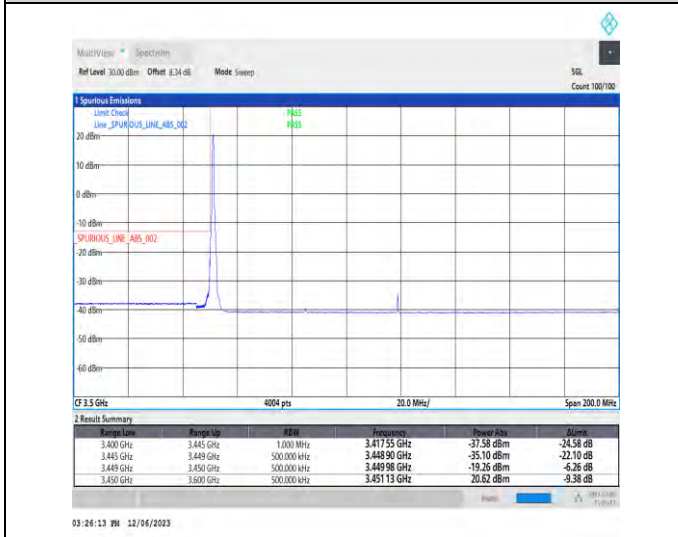 MultiView Spectrum
Ref Level 30.00 dBm Offset 8.34 dB Mode Sweep SGL
Count 100/100
1 Spurious Emissions
Limit Check PASS
Line _SPURIOUS_LINE_ABS_002 PASS
20 dBm
10 dBm
0 dBm
-10 dBm
_SPURIOUS_LINE_ABS_002
-20 dBm
-30 dBm
-40 dBm
-50 dBm
-60 dBm
CF 3.5 GHz 4004 pts 20.0 MHz/ Span 200.0 MHz
2 Result Summary
Range Low Range Up RBW Frequency Power Abs ΔLimit
3.400 GHz 3.445 GHz 1.000 MHz 3.417 55 GHz -37.58 dBm -24.58 dB
3.445 GHz 3.449 GHz 500.000 kHz 3.448 90 GHz -35.10 dBm -22.10 dB
3.449 GHz 3.450 GHz 500.000 kHz 3.449 98 GHz -19.26 dBm -6.26 dB
3.450 GHz 3.600 GHz 500.000 kHz 3.451 13 GHz 20.62 dBm -9.38 dB
03:26:13 PM 12/06/2023